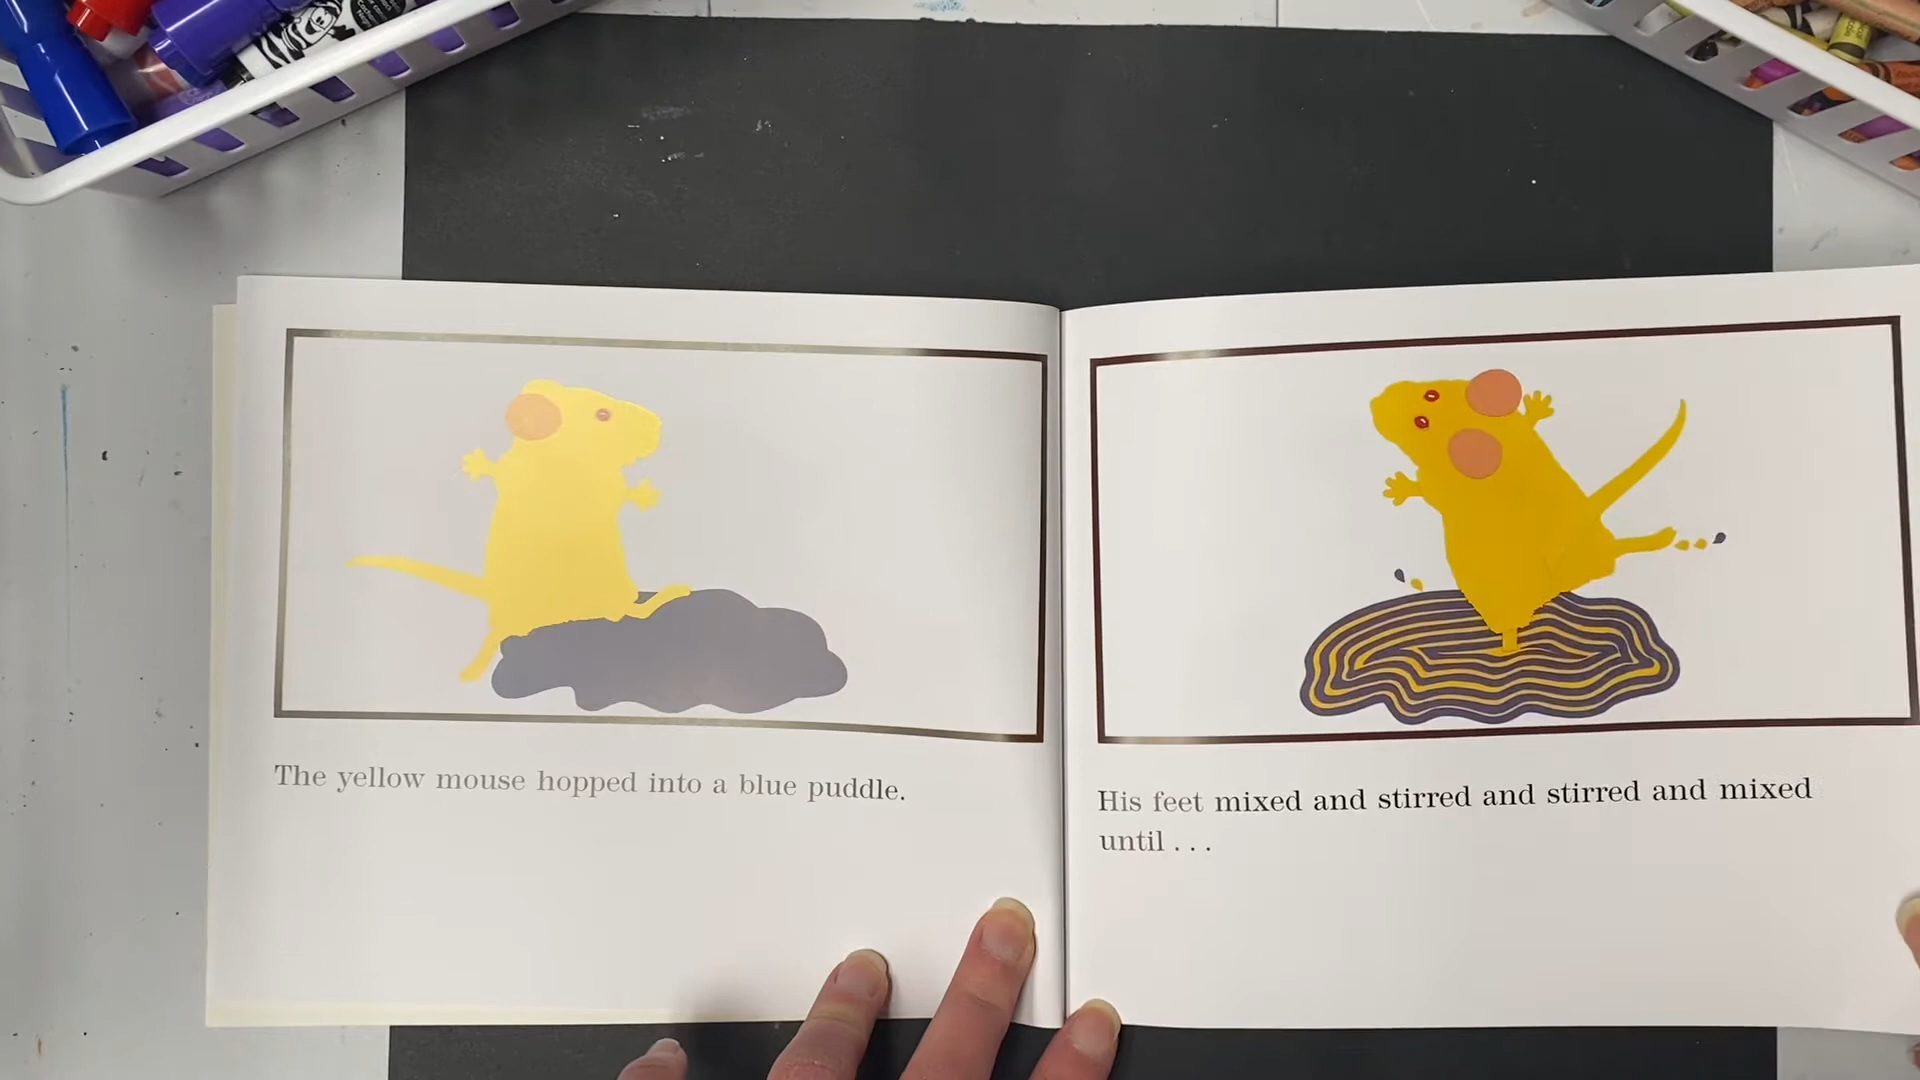 The yellow mouse hopped into a blue puddle.
His feet mixed and stirred and stirred and mixed
until . . .